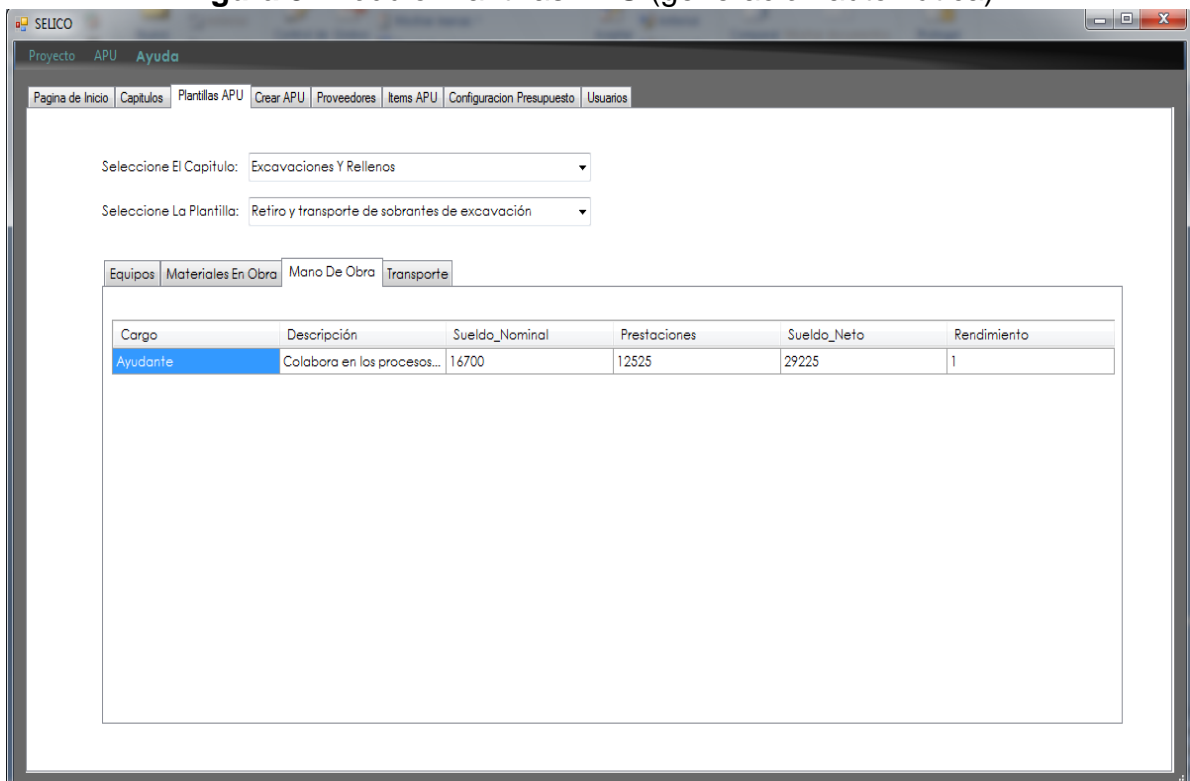 (generación automática)
SELICO
Proyecto APU Ayuda
Pagina de Inicio Capitulos Plantillas APU Crear APU Proveedores Items APU Configuracion Presupuesto Usuarios
Seleccione El Capitulo: Excavaciones Y Rellenos
Seleccione La Plantilla: Retiro y transporte de sobrantes de excavación
Equipos Materiales En Obra Mano De Obra Transporte
Cargo Descripción Sueldo_Nominal Prestaciones Sueldo_Neto Rendimiento
Ayudante Colabora en los procesos... 16700 12525 29225 1